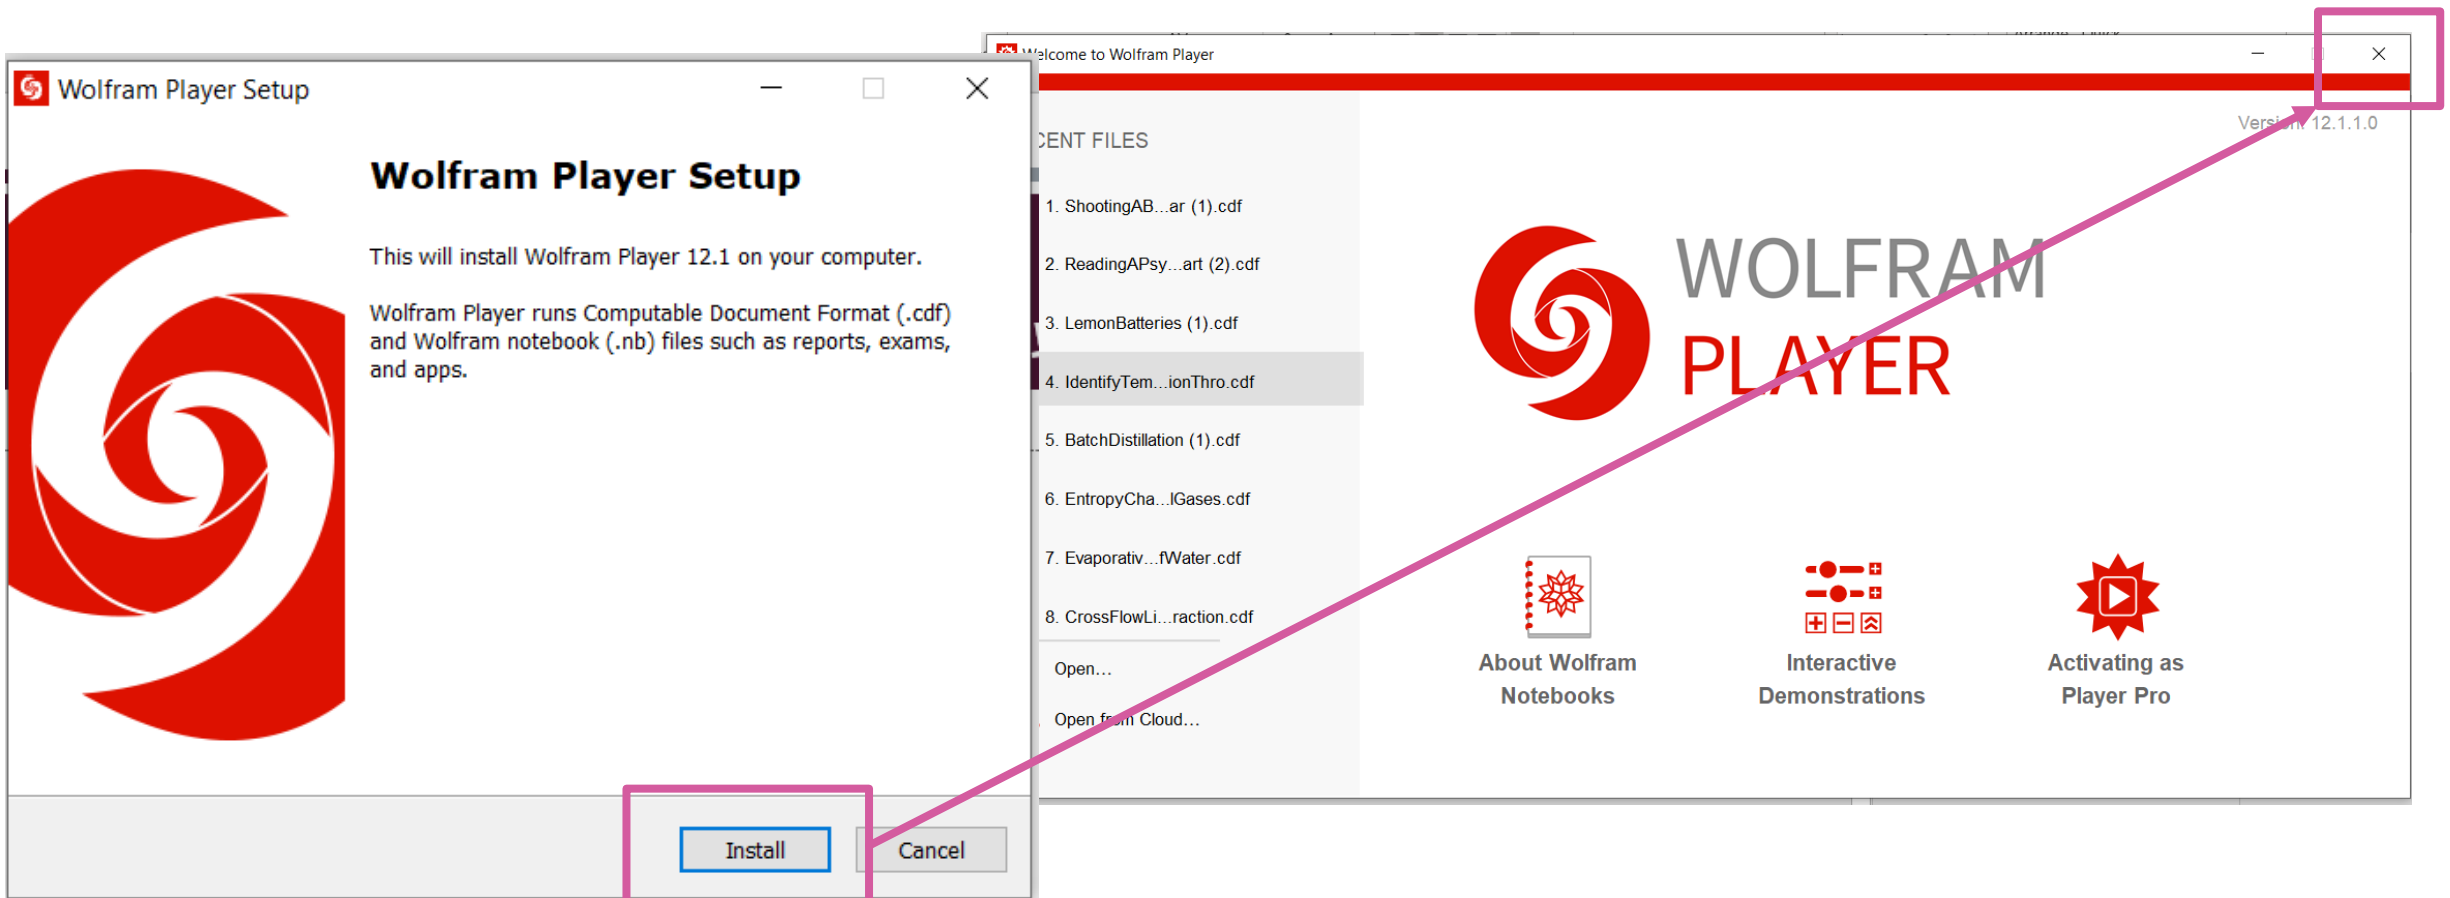 Wolfram Player Setup
Wolfram Player Setup
This will install Wolfram Player 12.1 on your computer.
Wolfram Player runs Computable Document Format (.cdf)
and Wolfram notebook (.nb) files such as reports, exams,
and apps.
Install
Cancel
Welcome to Wolfram Player
Version: 12.1.1.0
CENT FILES
1. ShootingAB...ar (1).cdf
2. ReadingAPsy...art (2).cdf
3. LemonBatteries (1).cdf
4. IdentifyTem...ionThro.cdf
5. BatchDistillation (1).cdf
6. EntropyCha...lGases.cdf
7. Evaporativ...fWater.cdf
8. CrossFlowLi...raction.cdf
Open...
Open from Cloud...
WOLFRAM
PLAYER
About Wolfram
Notebooks
Interactive
Demonstrations
Activating as
Player Pro